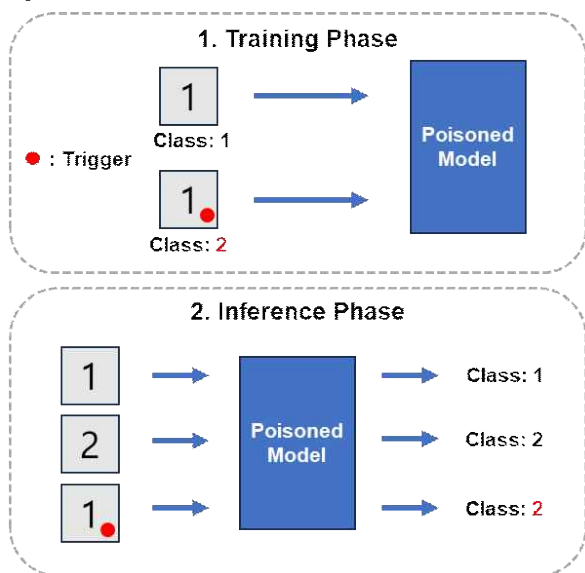 1. Training Phase
1
Class: 1
: Trigger
1
Class: 2
Poisoned
Model
2. Inference Phase
1
Class: 1
2
Poisoned
Model
Class: 2
1
Class: 2